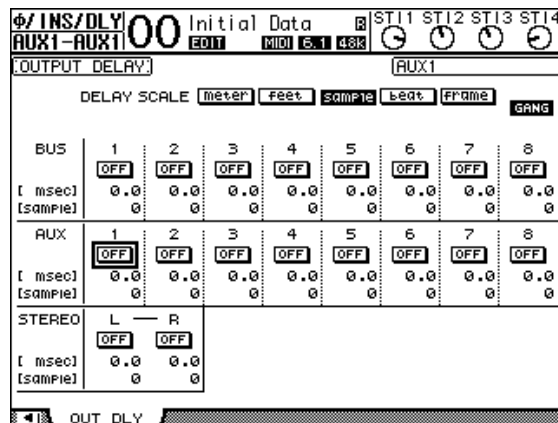 Φ/INS/DLY 00 Initial Data B ST1 ST2 ST3 ST4
AUX1-AUX1 EDIT MIDI 6.1 48k
OUTPUT DELAY AUX1
DELAY SCALE meter feet sample beat frame GANG
BUS 1 2 3 4 5 6 7 8
OFF OFF OFF OFF OFF OFF OFF OFF
[ msec] 0.0 0.0 0.0 0.0 0.0 0.0 0.0 0.0
[sample] 0 0 0 0 0 0 0 0
AUX 1 2 3 4 5 6 7 8
OFF OFF OFF OFF OFF OFF OFF OFF
[ msec] 0.0 0.0 0.0 0.0 0.0 0.0 0.0 0.0
[sample] 0 0 0 0 0 0 0 0
STEREO L — R
OFF OFF
[ msec] 0.0 0.0
[sample] 0 0
OUT DLY